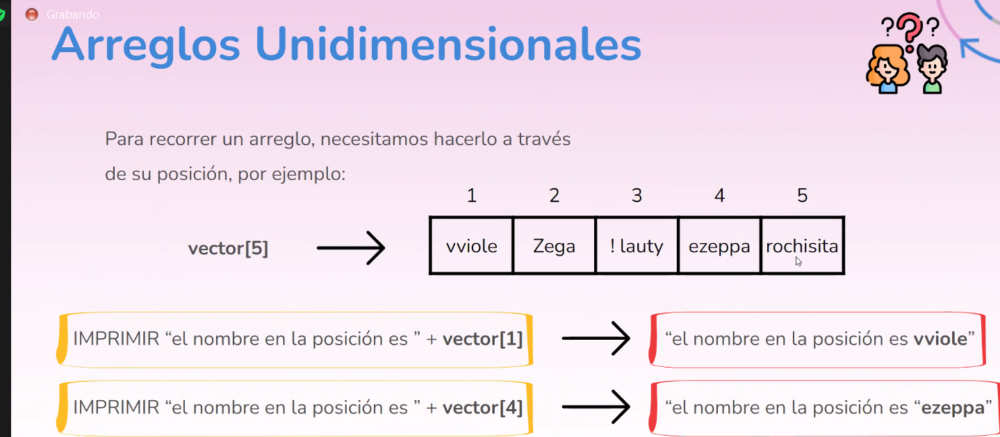 Grabando
Arreglos Unidimensionales
? ? ?
Para recorrer un arreglo, necesitamos hacerlo a través
de su posición, por ejemplo:
1 2 3 4 5
vector[5] vviole Zega ! lauty ezeppa rochisita
IMPRIMIR “el nombre en la posición es ” + vector[1] “el nombre en la posición es vviole”
IMPRIMIR “el nombre en la posición es ” + vector[4] “el nombre en la posición es “ezeppa”